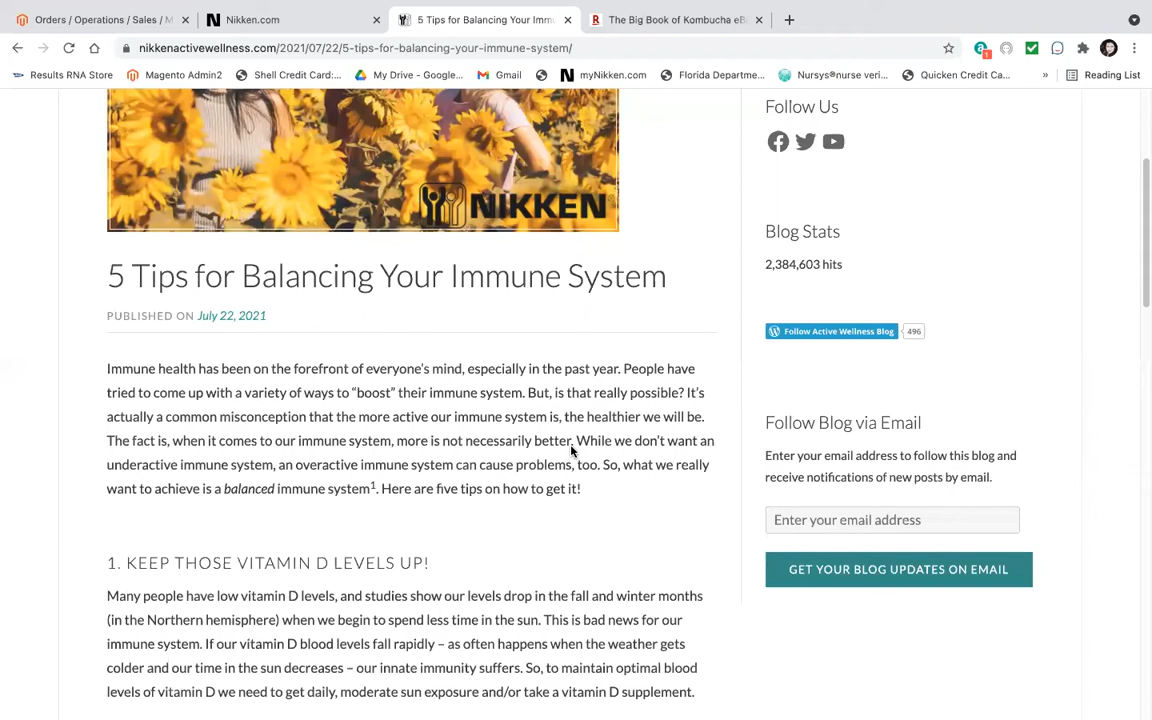 Orders / Operations / Sales / M
Nikken.com
5 Tips for Balancing Your Immu
The Big Book of Kombucha eB
nikkenactivewellness.com/2021/07/22/5-tips-for-balancing-your-immune-system/
1
Results RNA Store
Magento Admin2
Shell Credit Card:...
My Drive – Google...
Gmail
myNikken.com
Florida Departme...
Nursys®nurse veri...
Quicken Credit Ca...
»
Reading List
NIKKEN
Follow Us
Blog Stats
2,384,603 hits
Follow Active Wellness Blog 496
Follow Blog via Email
Enter your email address to follow this blog and
receive notifications of new posts by email.
Enter your email address
GET YOUR BLOG UPDATES ON EMAIL
5 Tips for Balancing Your Immune System
PUBLISHED ON July 22, 2021
Immune health has been on the forefront of everyone’s mind, especially in the past year. People have
tried to come up with a variety of ways to “boost” their immune system. But, is that really possible? It’s
actually a common misconception that the more active our immune system is, the healthier we will be.
The fact is, when it comes to our immune system, more is not necessarily better. While we don’t want an
underactive immune system, an overactive immune system can cause problems, too. So, what we really
want to achieve is a balanced immune system¹. Here are five tips on how to get it!
1. KEEP THOSE VITAMIN D LEVELS UP!
Many people have low vitamin D levels, and studies show our levels drop in the fall and winter months
(in the Northern hemisphere) when we begin to spend less time in the sun. This is bad news for our
immune system. If our vitamin D blood levels fall rapidly – as often happens when the weather gets
colder and our time in the sun decreases – our innate immunity suffers. So, to maintain optimal blood
levels of vitamin D we need to get daily, moderate sun exposure and/or take a vitamin D supplement.